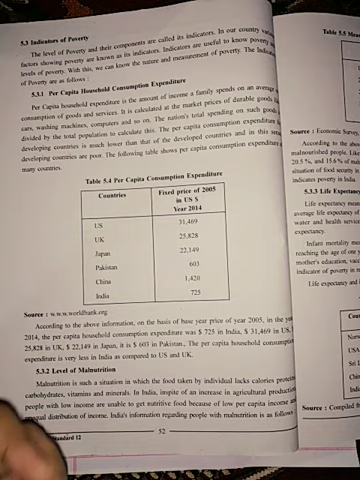 5.3 Indicators of Poverty
The level of Poverty and their components are called its indicators. In our country various
factors showing poverty are known as its indicators. Indicators are useful to know poverty
levels of poverty. With this, we can know the nature and measurement of poverty. The Indicators
of Poverty are as follows :
5.3.1 Per Capita Household Consumption Expenditure
Per Capita household expenditure is the amount of income a family spends on an average
consumption of goods and services. It is calculated at the market prices of durable goods
cars, washing machines, computers and so on. The nation's total spending on such goods
divided by the total population to calculate this. The per capita consumption expenditure
developing countries is much lower than that of the developed countries and in this sense
developing countries are poor. The following table shows per capita consumption expenditure
many countries.
Table 5.4 Per Capita Consumption Expenditure
Countries Fixed price of 2005
in US $
Year 2014
US 31,469
UK 25,828
Japan 22,149
Pakistan 603
China 1,420
India 725
Source : www.worldbank.org
According to the above information, on the basis of base year price of year 2005, in the year
2014, the per capita household consumption expenditure was $ 725 in India, $ 31,469 in US,
25,828 in UK, $ 22,149 in Japan, it is $ 603 in Pakistan, The per capita household consumption
expenditure is very less in India as compared to US and UK.
5.3.2 Level of Malnutrition
Malnutrition is such a situation in which the food taken by individual lacks calories proteins
carbohydrates, vitamins and minerals. In India, inspite of an increase in agricultural production
people with low income are unable to get nutritive food because of low per capita income
unequal distribution of income. India's information regarding people with malnutrition is as follows
52
Standard 12
Table 5.5
Source : Economic Survey
According to the
malnourished people. Like
20.5 %, and 15.6 % of
situation of food security in
indicates poverty in India.
5.3.3 Life Expectancy
Life expectancy
average life expectancy of
water and health
expectancy.
Infant mortality
reaching the age of one
mother's education,
indicator of poverty
Life expectancy and
USA
Source : Compiled